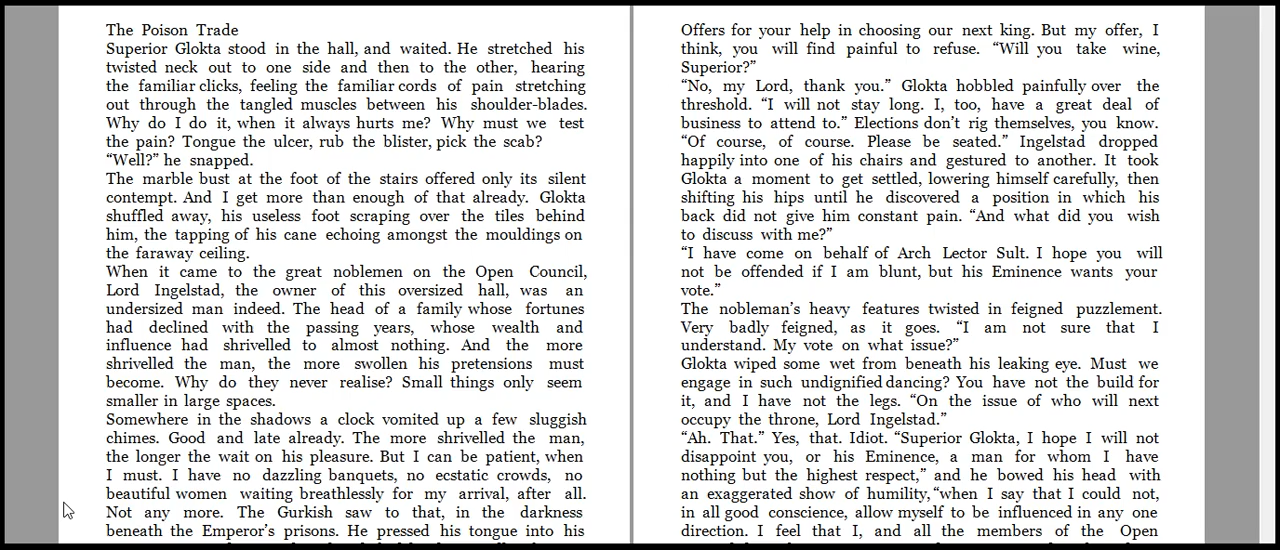 The Poison Trade
Superior Glokta stood in the hall, and waited. He stretched his
twisted neck out to one side and then to the other, hearing
the familiar clicks, feeling the familiar cords of pain stretching
out through the tangled muscles between his shoulder-blades.
Why do I do it, when it always hurts me? Why must we test
the pain? Tongue the ulcer, rub the blister, pick the scab?
“Well?” he snapped.
The marble bust at the foot of the stairs offered only its silent
contempt. And I get more than enough of that already. Glokta
shuffled away, his useless foot scraping over the tiles behind
him, the tapping of his cane echoing amongst the mouldings on
the faraway ceiling.
When it came to the great noblemen on the Open Council,
Lord Ingelstad, the owner of this oversized hall, was an
undersized man indeed. The head of a family whose fortunes
had declined with the passing years, whose wealth and
influence had shrivelled to almost nothing. And the more
shrivelled the man, the more swollen his pretensions must
become. Why do they never realise? Small things only seem
smaller in large spaces.
Somewhere in the shadows a clock vomited up a few sluggish
chimes. Good and late already. The more shrivelled the man,
the longer the wait on his pleasure. But I can be patient, when
I must. I have no dazzling banquets, no ecstatic crowds, no
beautiful women waiting breathlessly for my arrival, after all.
Not any more. The Gurkish saw to that, in the darkness
beneath the Emperor’s prisons. He pressed his tongue into his
Offers for your help in choosing our next king. But my offer, I
think, you will find painful to refuse. “Will you take wine,
Superior?”
“No, my Lord, thank you.” Glokta hobbled painfully over the
threshold. “I will not stay long. I, too, have a great deal of
business to attend to.” Elections don’t rig themselves, you know.
“Of course, of course. Please be seated.” Ingelstad dropped
happily into one of his chairs and gestured to another. It took
Glokta a moment to get settled, lowering himself carefully, then
shifting his hips until he discovered a position in which his
back did not give him constant pain. “And what did you wish
to discuss with me?”
“I have come on behalf of Arch Lector Sult. I hope you will
not be offended if I am blunt, but his Eminence wants your
vote.”
The nobleman’s heavy features twisted in feigned puzzlement.
Very badly feigned, as it goes. “I am not sure that I
understand. My vote on what issue?”
Glokta wiped some wet from beneath his leaking eye. Must we
engage in such undignified dancing? You have not the build for
it, and I have not the legs. “On the issue of who will next
occupy the throne, Lord Ingelstad.”
“Ah. That.” Yes, that. Idiot. “Superior Glokta, I hope I will not
disappoint you, or his Eminence, a man for whom I have
nothing but the highest respect,” and he bowed his head with
an exaggerated show of humility, “when I say that I could not,
in all good conscience, allow myself to be influenced in any one
direction. I feel that I, and all the members of the Open